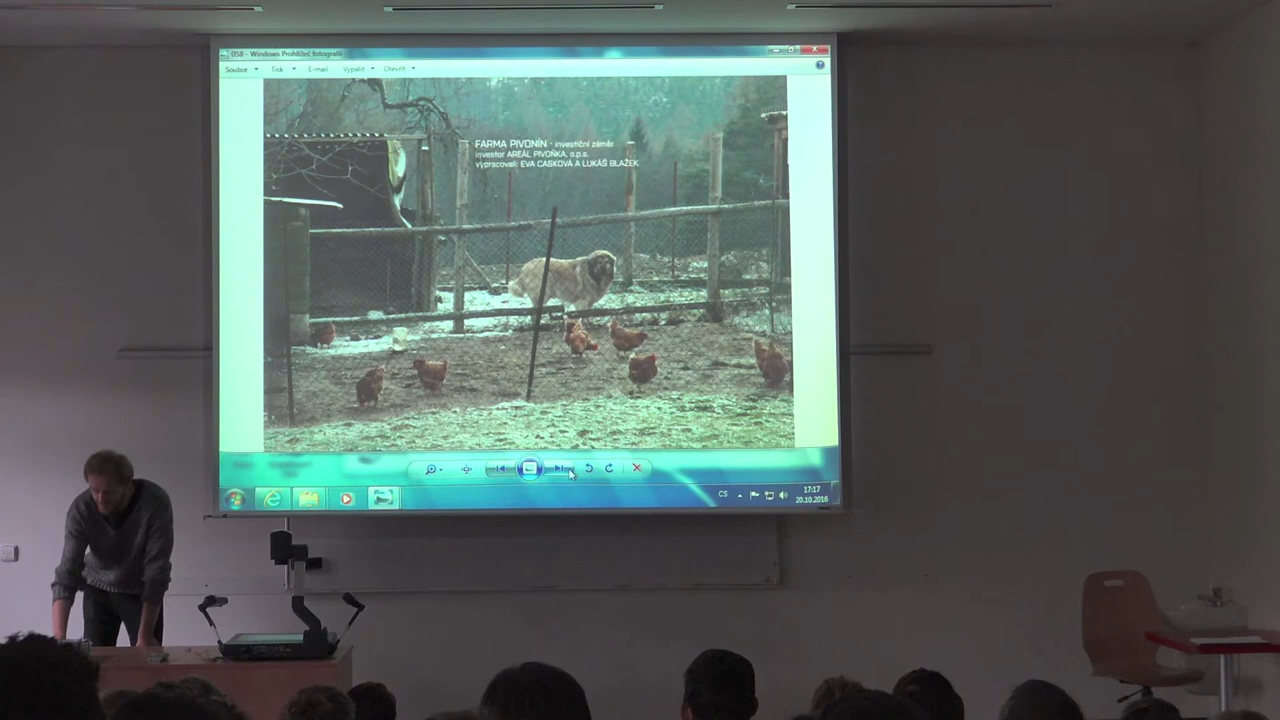 058 - Windows Prohlížeč fotografií
Soubor Tisk E-mail Vypálit Otevřít
FARMA PIVONÍN - investiční záměr
investor AREÁL PIVOŇKA, o.p.s.
vypracovali: EVA CASKOVÁ A LUKÁŠ BLAŽEK
CS 17:17
20.10.2016